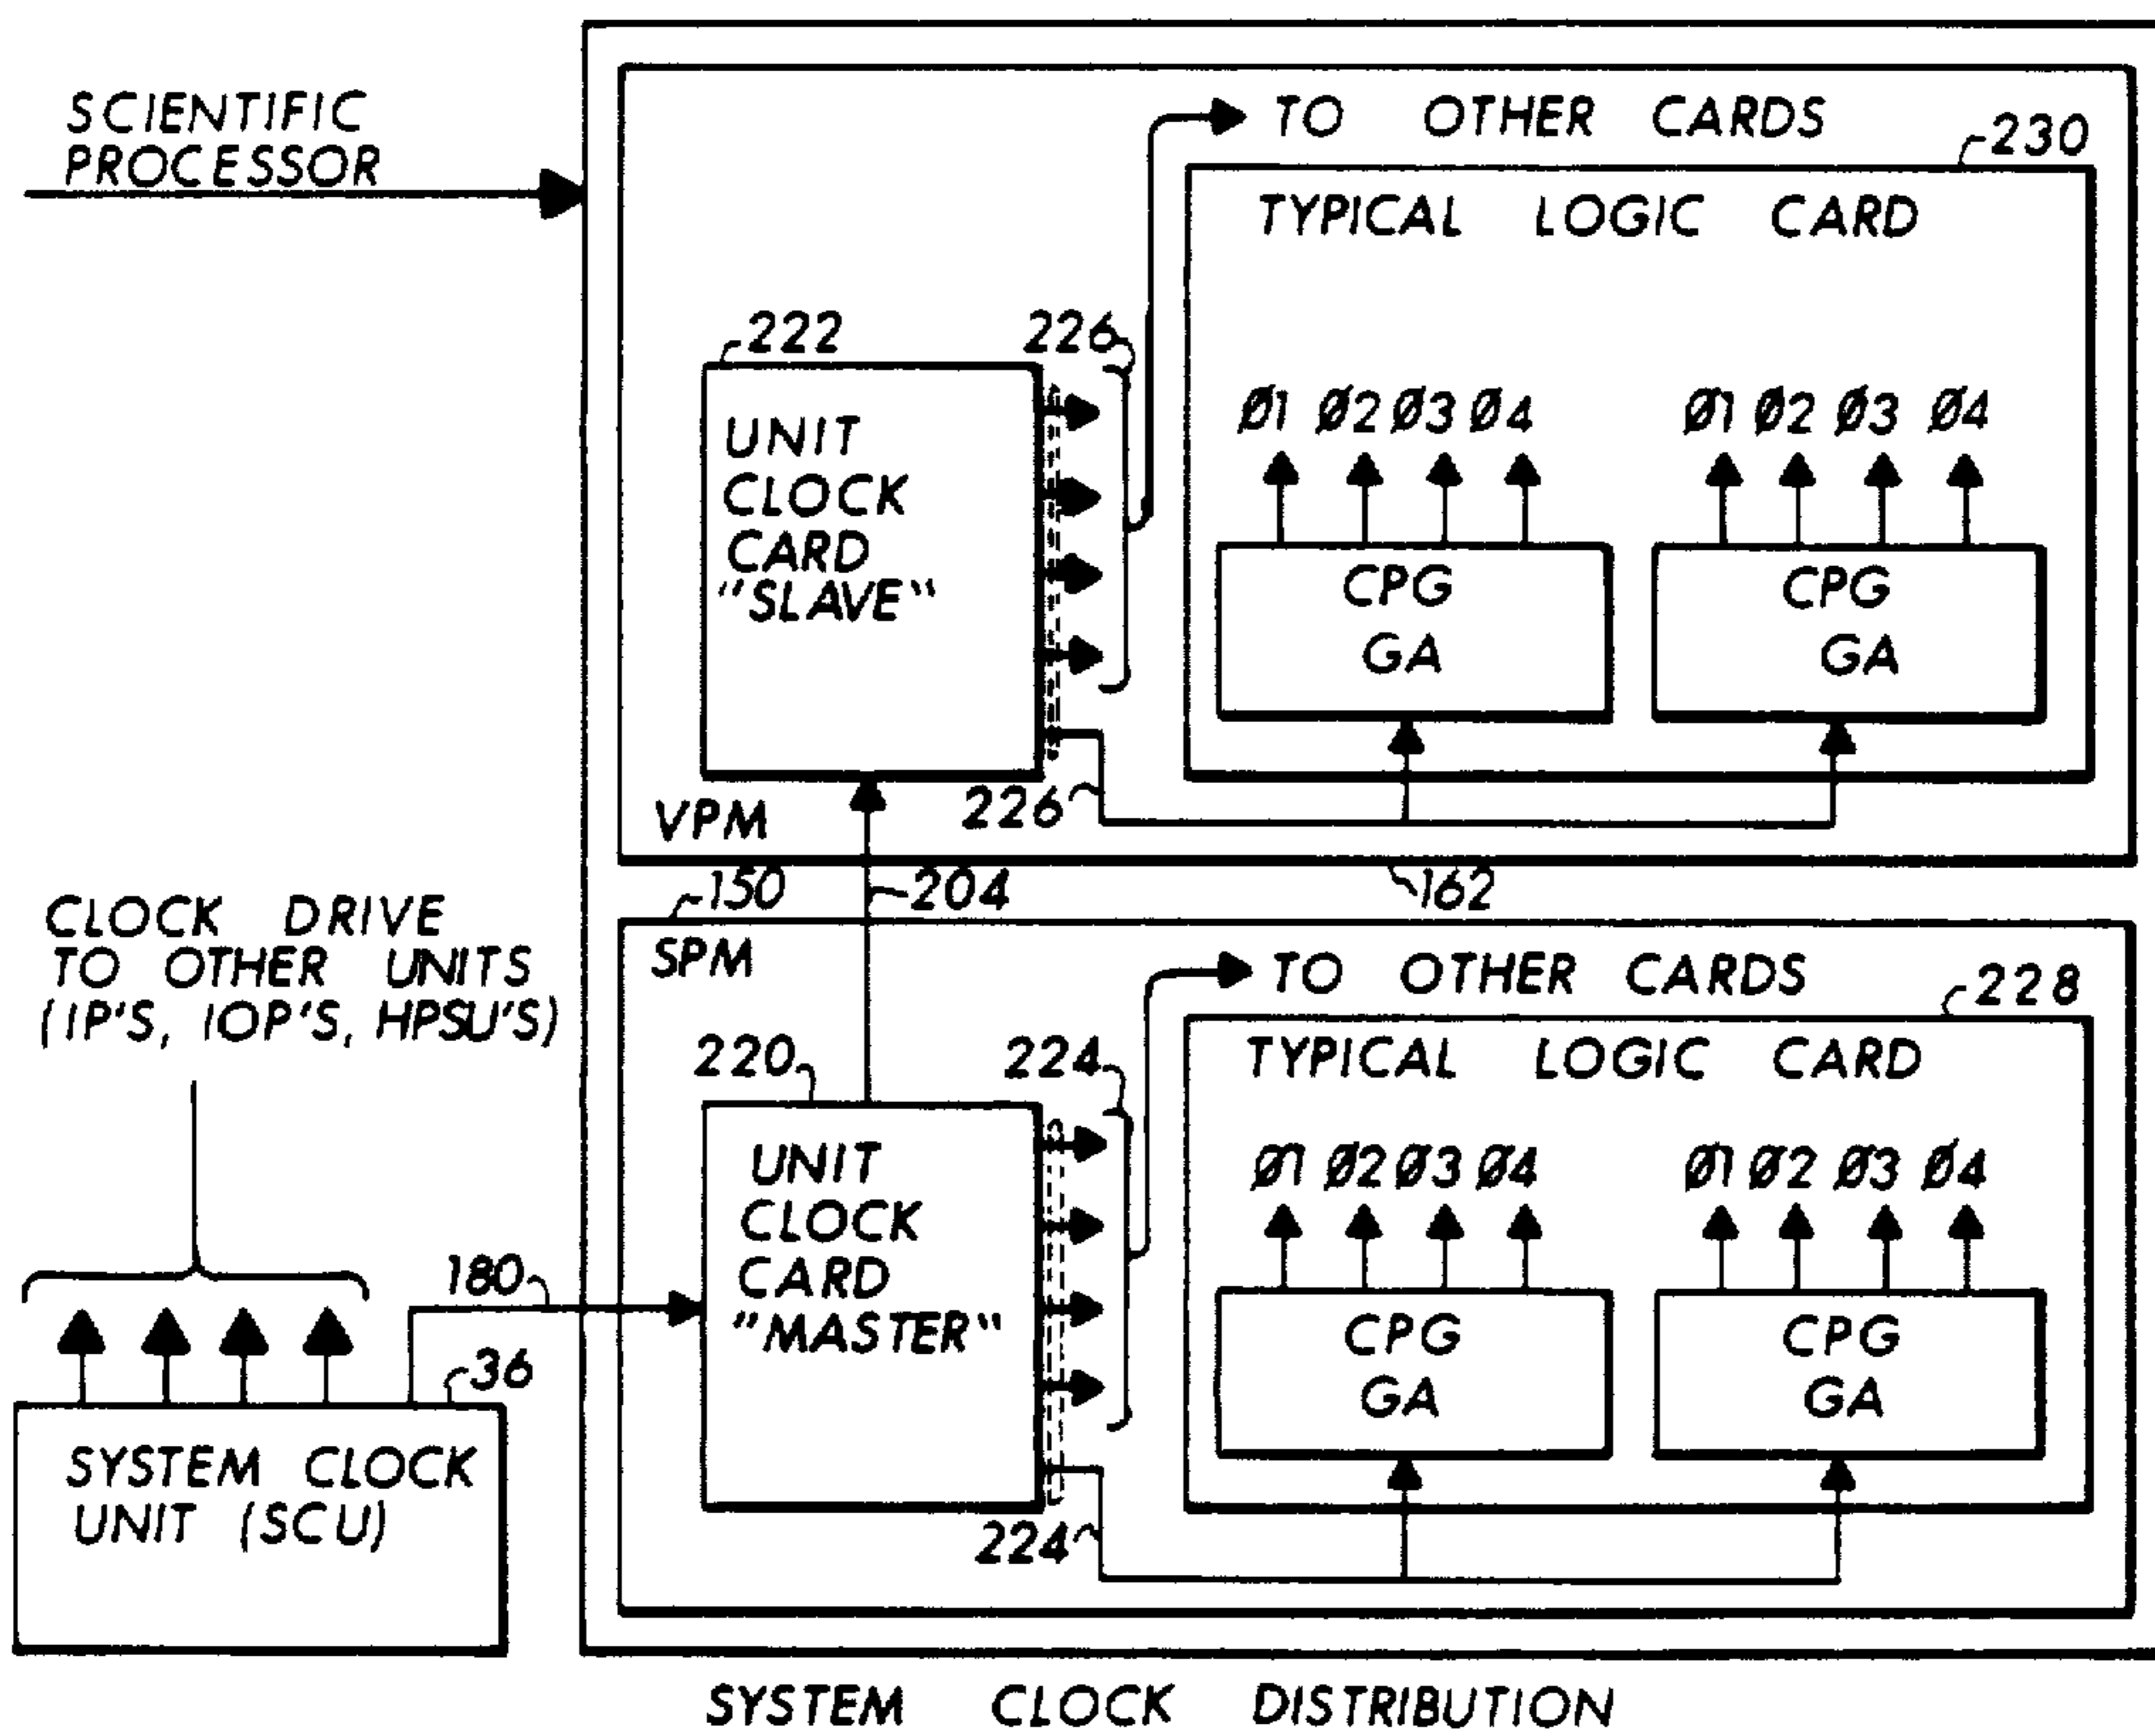 SCIENTIFIC
PROCESSOR
TO OTHER CARDS
230
TYPICAL LOGIC CARD
222
226
UNIT
CLOCK
CARD
"SLAVE"
Ø1 Ø2 Ø3 Ø4
Ø1 Ø2 Ø3 Ø4
CPG
GA
CPG
GA
226
VPM
150
204
162
CLOCK DRIVE
TO OTHER UNITS
(IP'S, IOP'S, HPSU'S)
SPM
TO OTHER CARDS
228
220
224
TYPICAL LOGIC CARD
UNIT
CLOCK
CARD
"MASTER"
Ø1 Ø2 Ø3 Ø4
Ø1 Ø2 Ø3 Ø4
180
36
CPG
GA
CPG
GA
SYSTEM CLOCK
UNIT (SCU)
224
SYSTEM CLOCK DISTRIBUTION